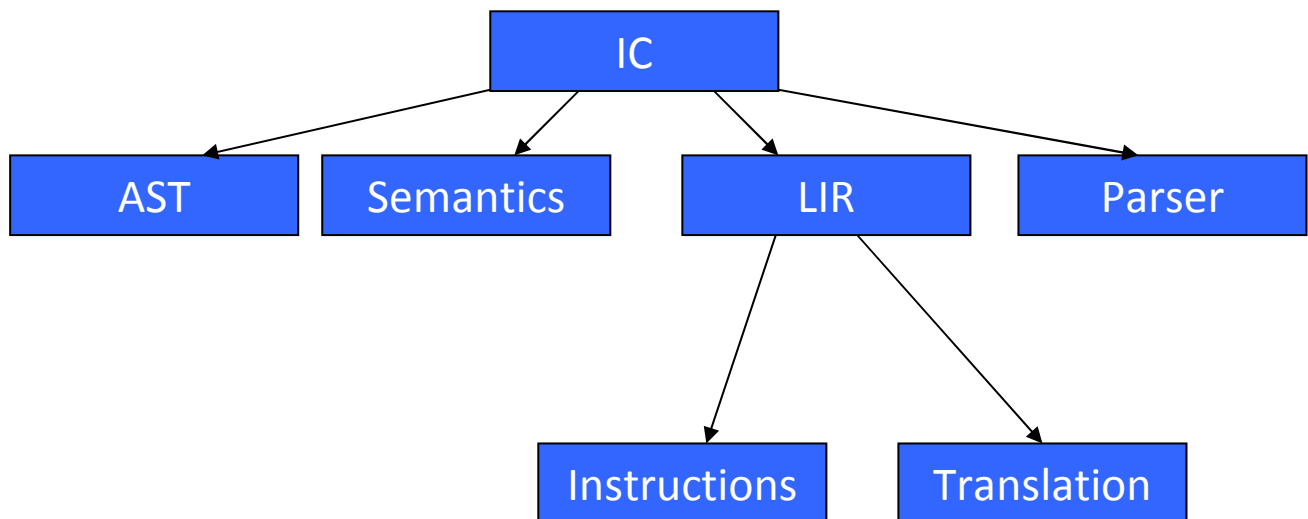 IC
AST
Semantics
LIR
Parser
Instructions
Translation